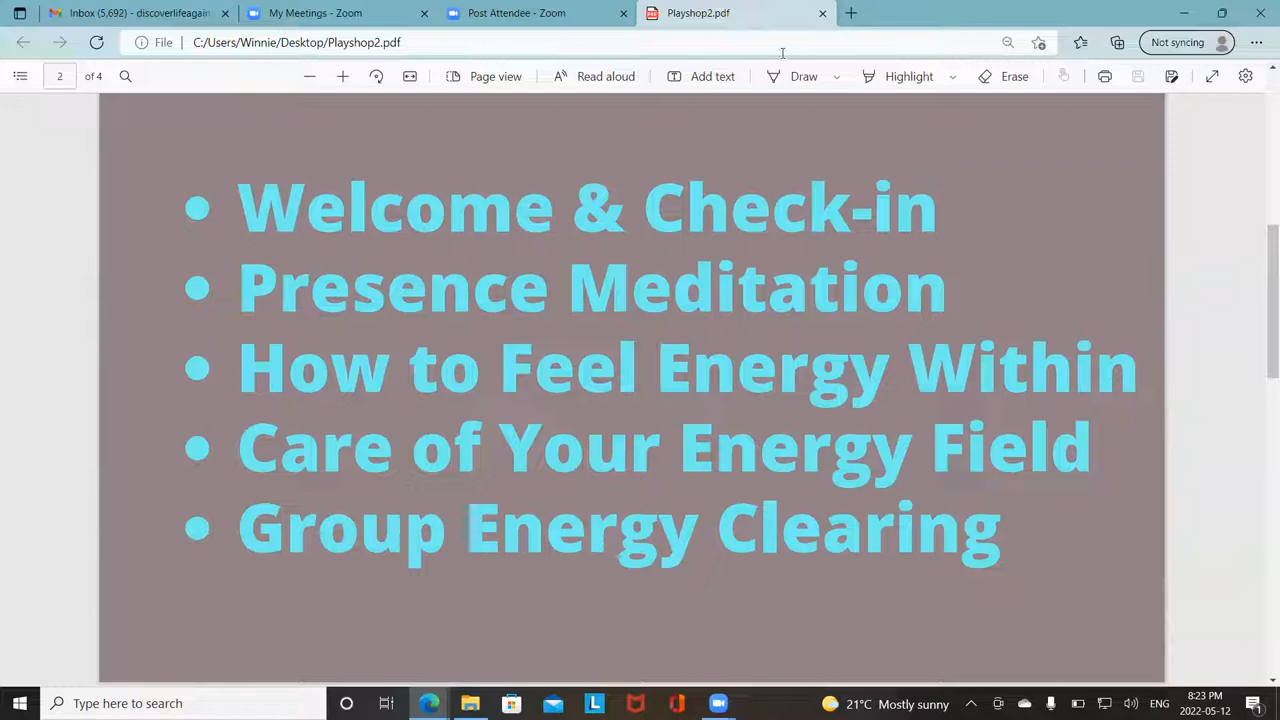 Inbox (5,692) - discoverlifeagain
My Meetings - Zoom
Post Attendee - Zoom
Playshop2.pdf
File
C:/Users/Winnie/Desktop/Playshop2.pdf
Not syncing
2 of 4
Page view
Read aloud
Add text
Draw
Highlight
Erase
• Welcome & Check-in
• Presence Meditation
• How to Feel Energy Within
• Care of Your Energy Field
• Group Energy Clearing
Type here to search
21°C Mostly sunny
8:23 PM
2022-05-12